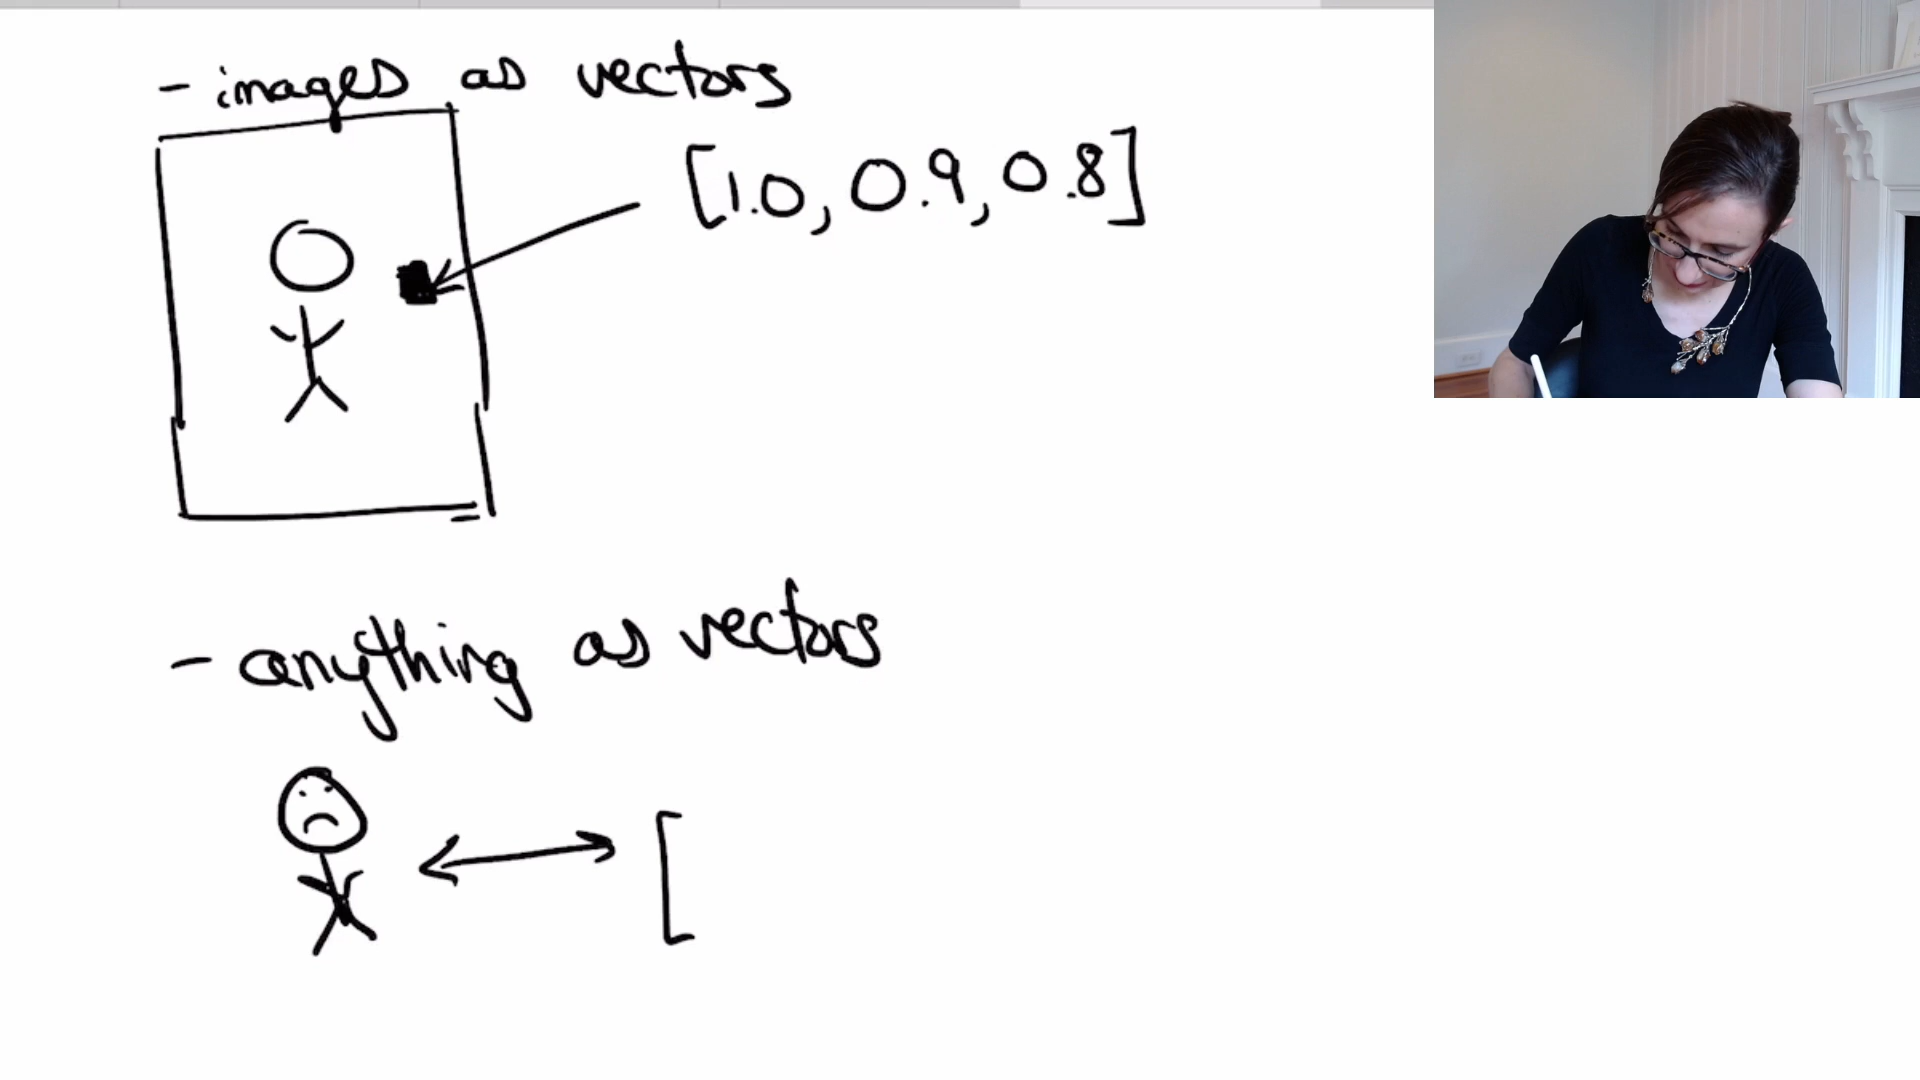 - images as vectors
[1.0, 0.9, 0.8]
- anything as vectors
[